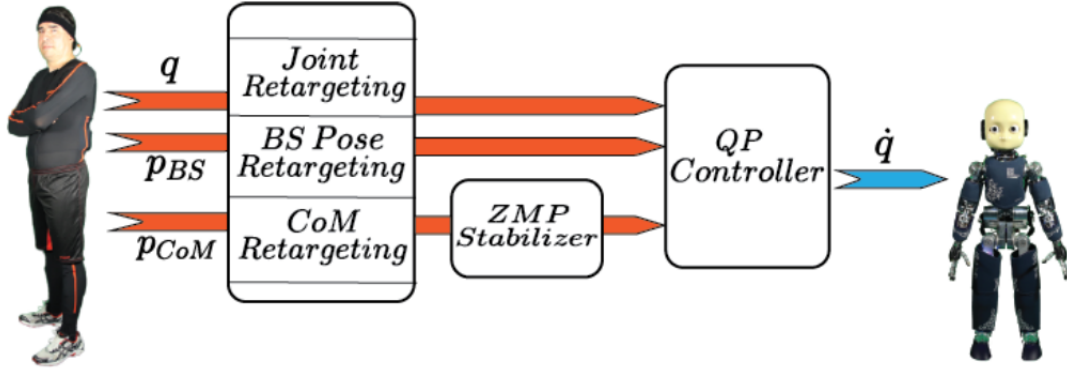 q
Joint
Retargeting
p_BS
BS Pose
Retargeting
p_CoM
CoM
Retargeting
ZMP
Stabilizer
QP
Controller
q̇